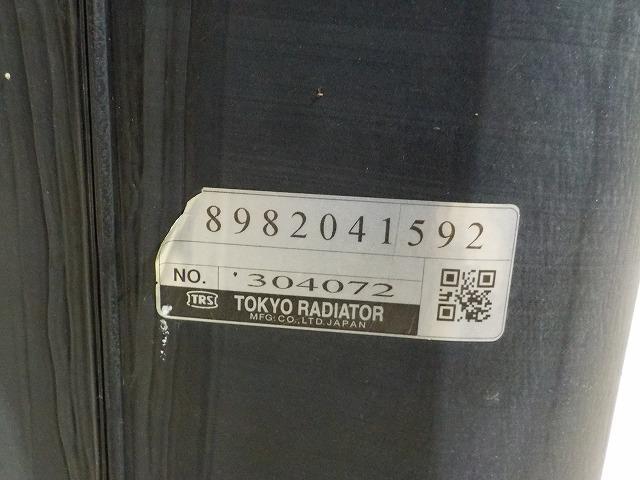 8982041592
NO. '304072
TRS TOKYO RADIATOR
MFG. CO., LTD. JAPAN